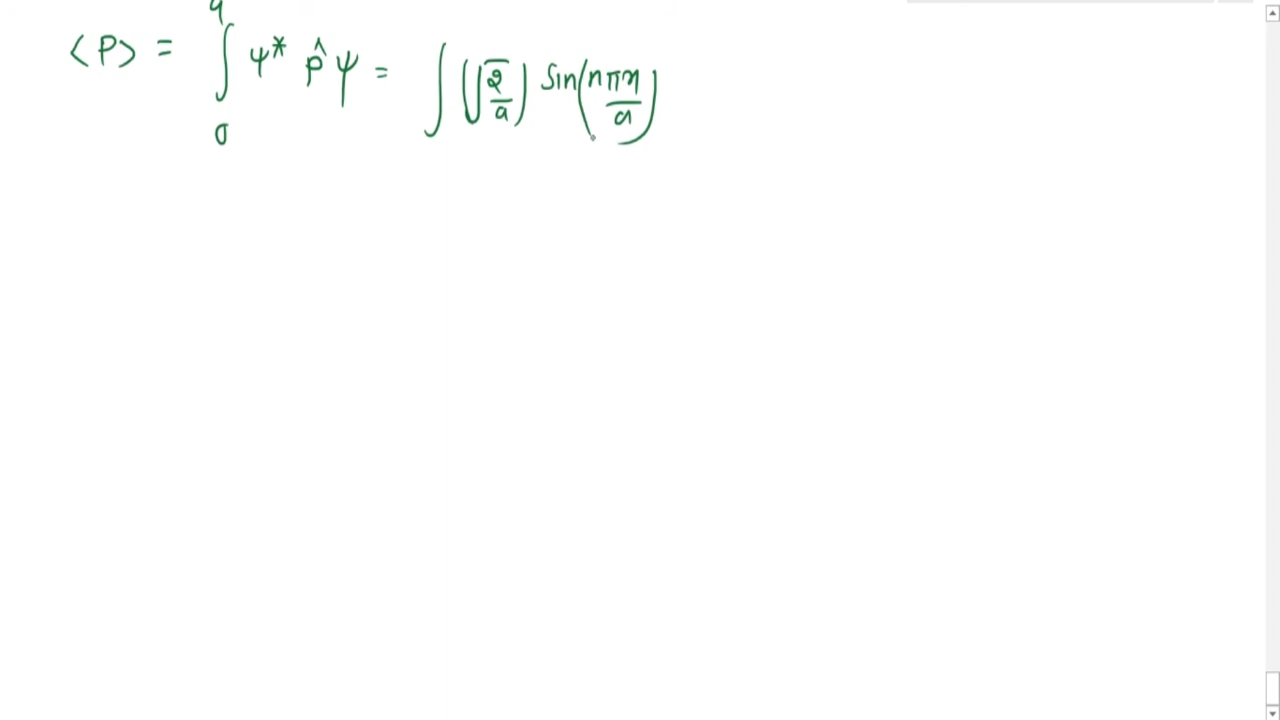 ⟨P⟩ = ∫₀ᵃ ψ* p̂ ψ = ∫ (√(2/a)) Sin(nπx/a)